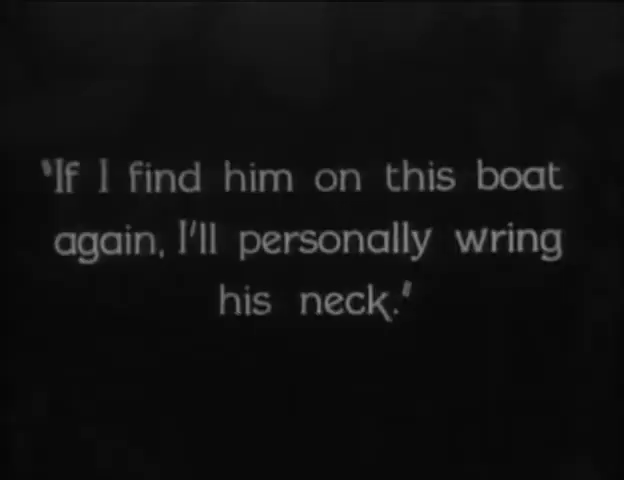 "If I find him on this boat
again, I'll personally wring
his neck."